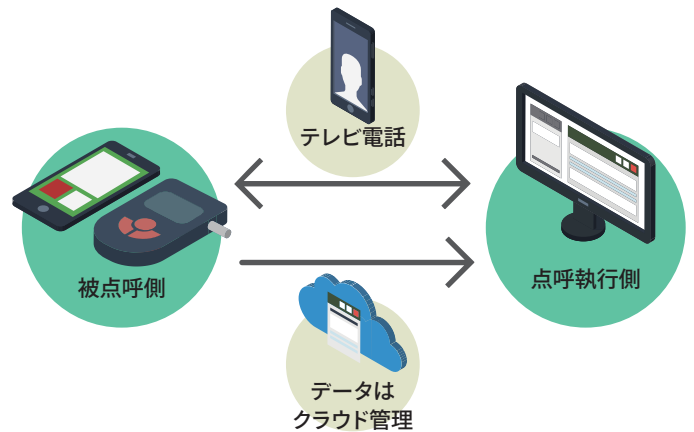 テレビ電話
被点呼側
点呼執行側
データは
クラウド管理